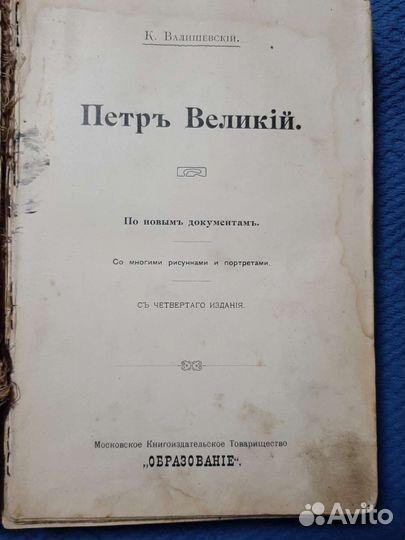 К. Валишевскій.
Петръ Великій.
По новымъ документамъ.
Со многими рисунками и портретами.
СЪ ЧЕТВЕРТАГО ИЗДАНІЯ.
Московское Книгоиздательское Товарищество
„ОБРАЗОВАНІЕ“.
Avito